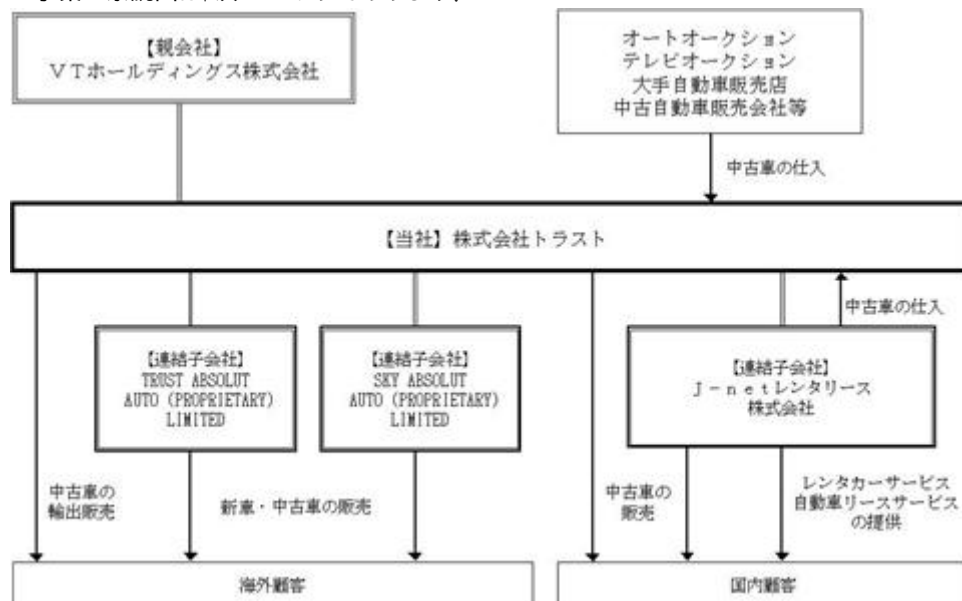 【親会社】
VTホールディングス株式会社
オートオークション
テレビオークション
大手自動車販売店
中古自動車販売会社等
中古車の仕入
【当社】株式会社トラスト
中古車の仕入
【連結子会社】
TRUST ABSOLUT
AUTO (PROPRIETARY)
LIMITED
【連結子会社】
SKY ABSOLUT
AUTO (PROPRIETARY)
LIMITED
【連結子会社】
J-netレンタリース
株式会社
中古車の
輸出販売
新車・中古車の販売
中古車の
販売
レンタカーサービス
自動車リースサービス
の提供
海外顧客
国内顧客